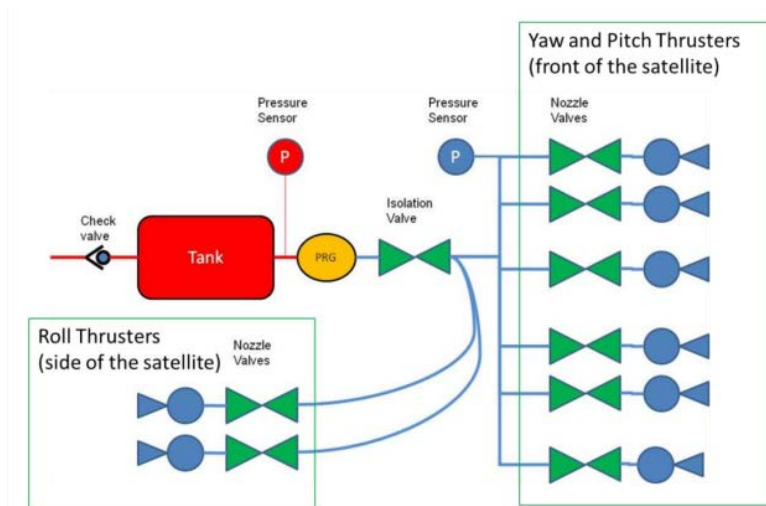 Yaw and Pitch Thrusters
(front of the satellite)
Pressure
Sensor
Pressure
Sensor
Nozzle
Valves
P
P
Isolation
Valve
Check
valve
Tank
PRG
Roll Thrusters
(side of the satellite)
Nozzle
Valves